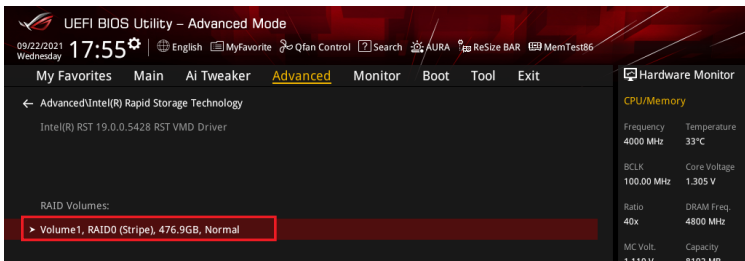 UEFI BIOS Utility – Advanced Mode
09/22/2021 Wednesday 17:55 English MyFavorite Qfan Control ? Search AURA ReSize BAR MemTest86
My Favorites Main Ai Tweaker Advanced Monitor Boot Tool Exit
Hardware Monitor
← Advanced\Intel(R) Rapid Storage Technology
Intel(R) RST 19.0.0.5428 RST VMD Driver
RAID Volumes:
> Volume1, RAID0 (Stripe), 476.9GB, Normal
CPU/Memory
Frequency Temperature
4000 MHz 33°C
BCLK Core Voltage
100.00 MHz 1.305 V
Ratio DRAM Freq.
40x 4800 MHz
MC Volt. Capacity